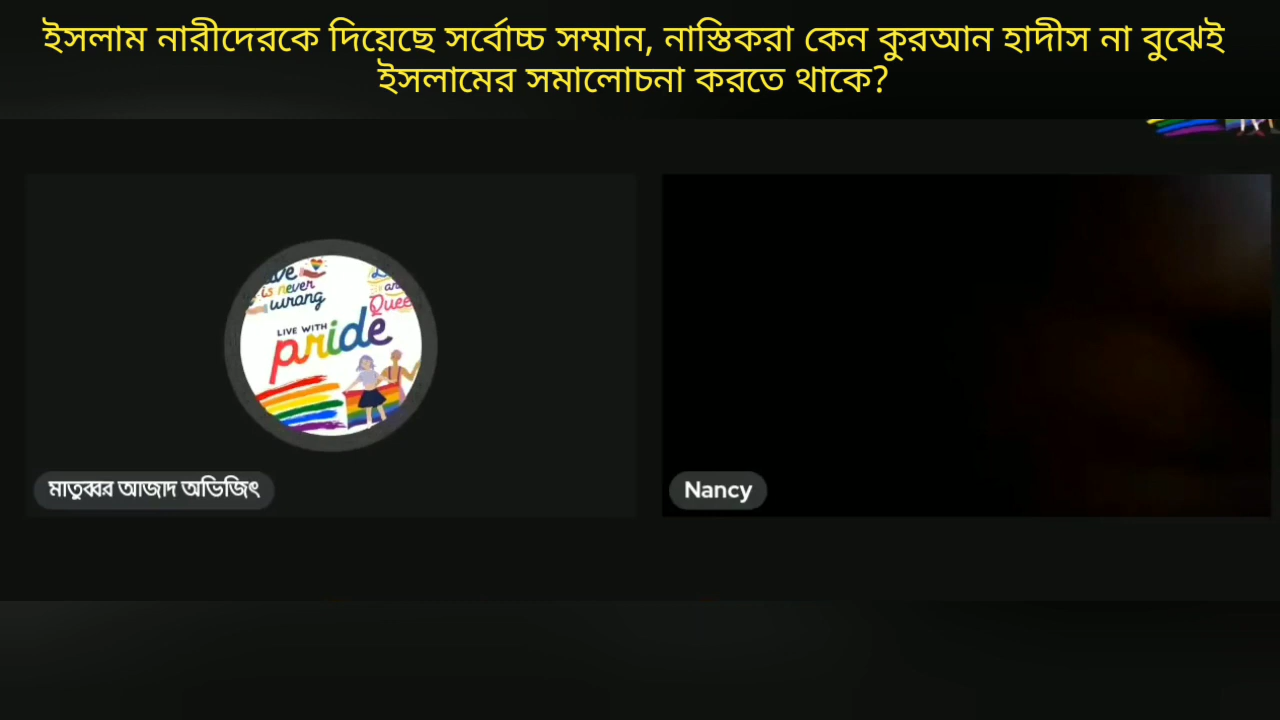 ইসলাম নারীদেরকে দিয়েছে সর্বোচ্চ সম্মান, নাস্তিকরা কেন কুরআন হাদীস না বুঝেই
ইসলামের সমালোচনা করতে থাকে?
is never
wrong
LIVE WITH
pride
মাতুব্বর আজাদ অভিজিৎ
Nancy